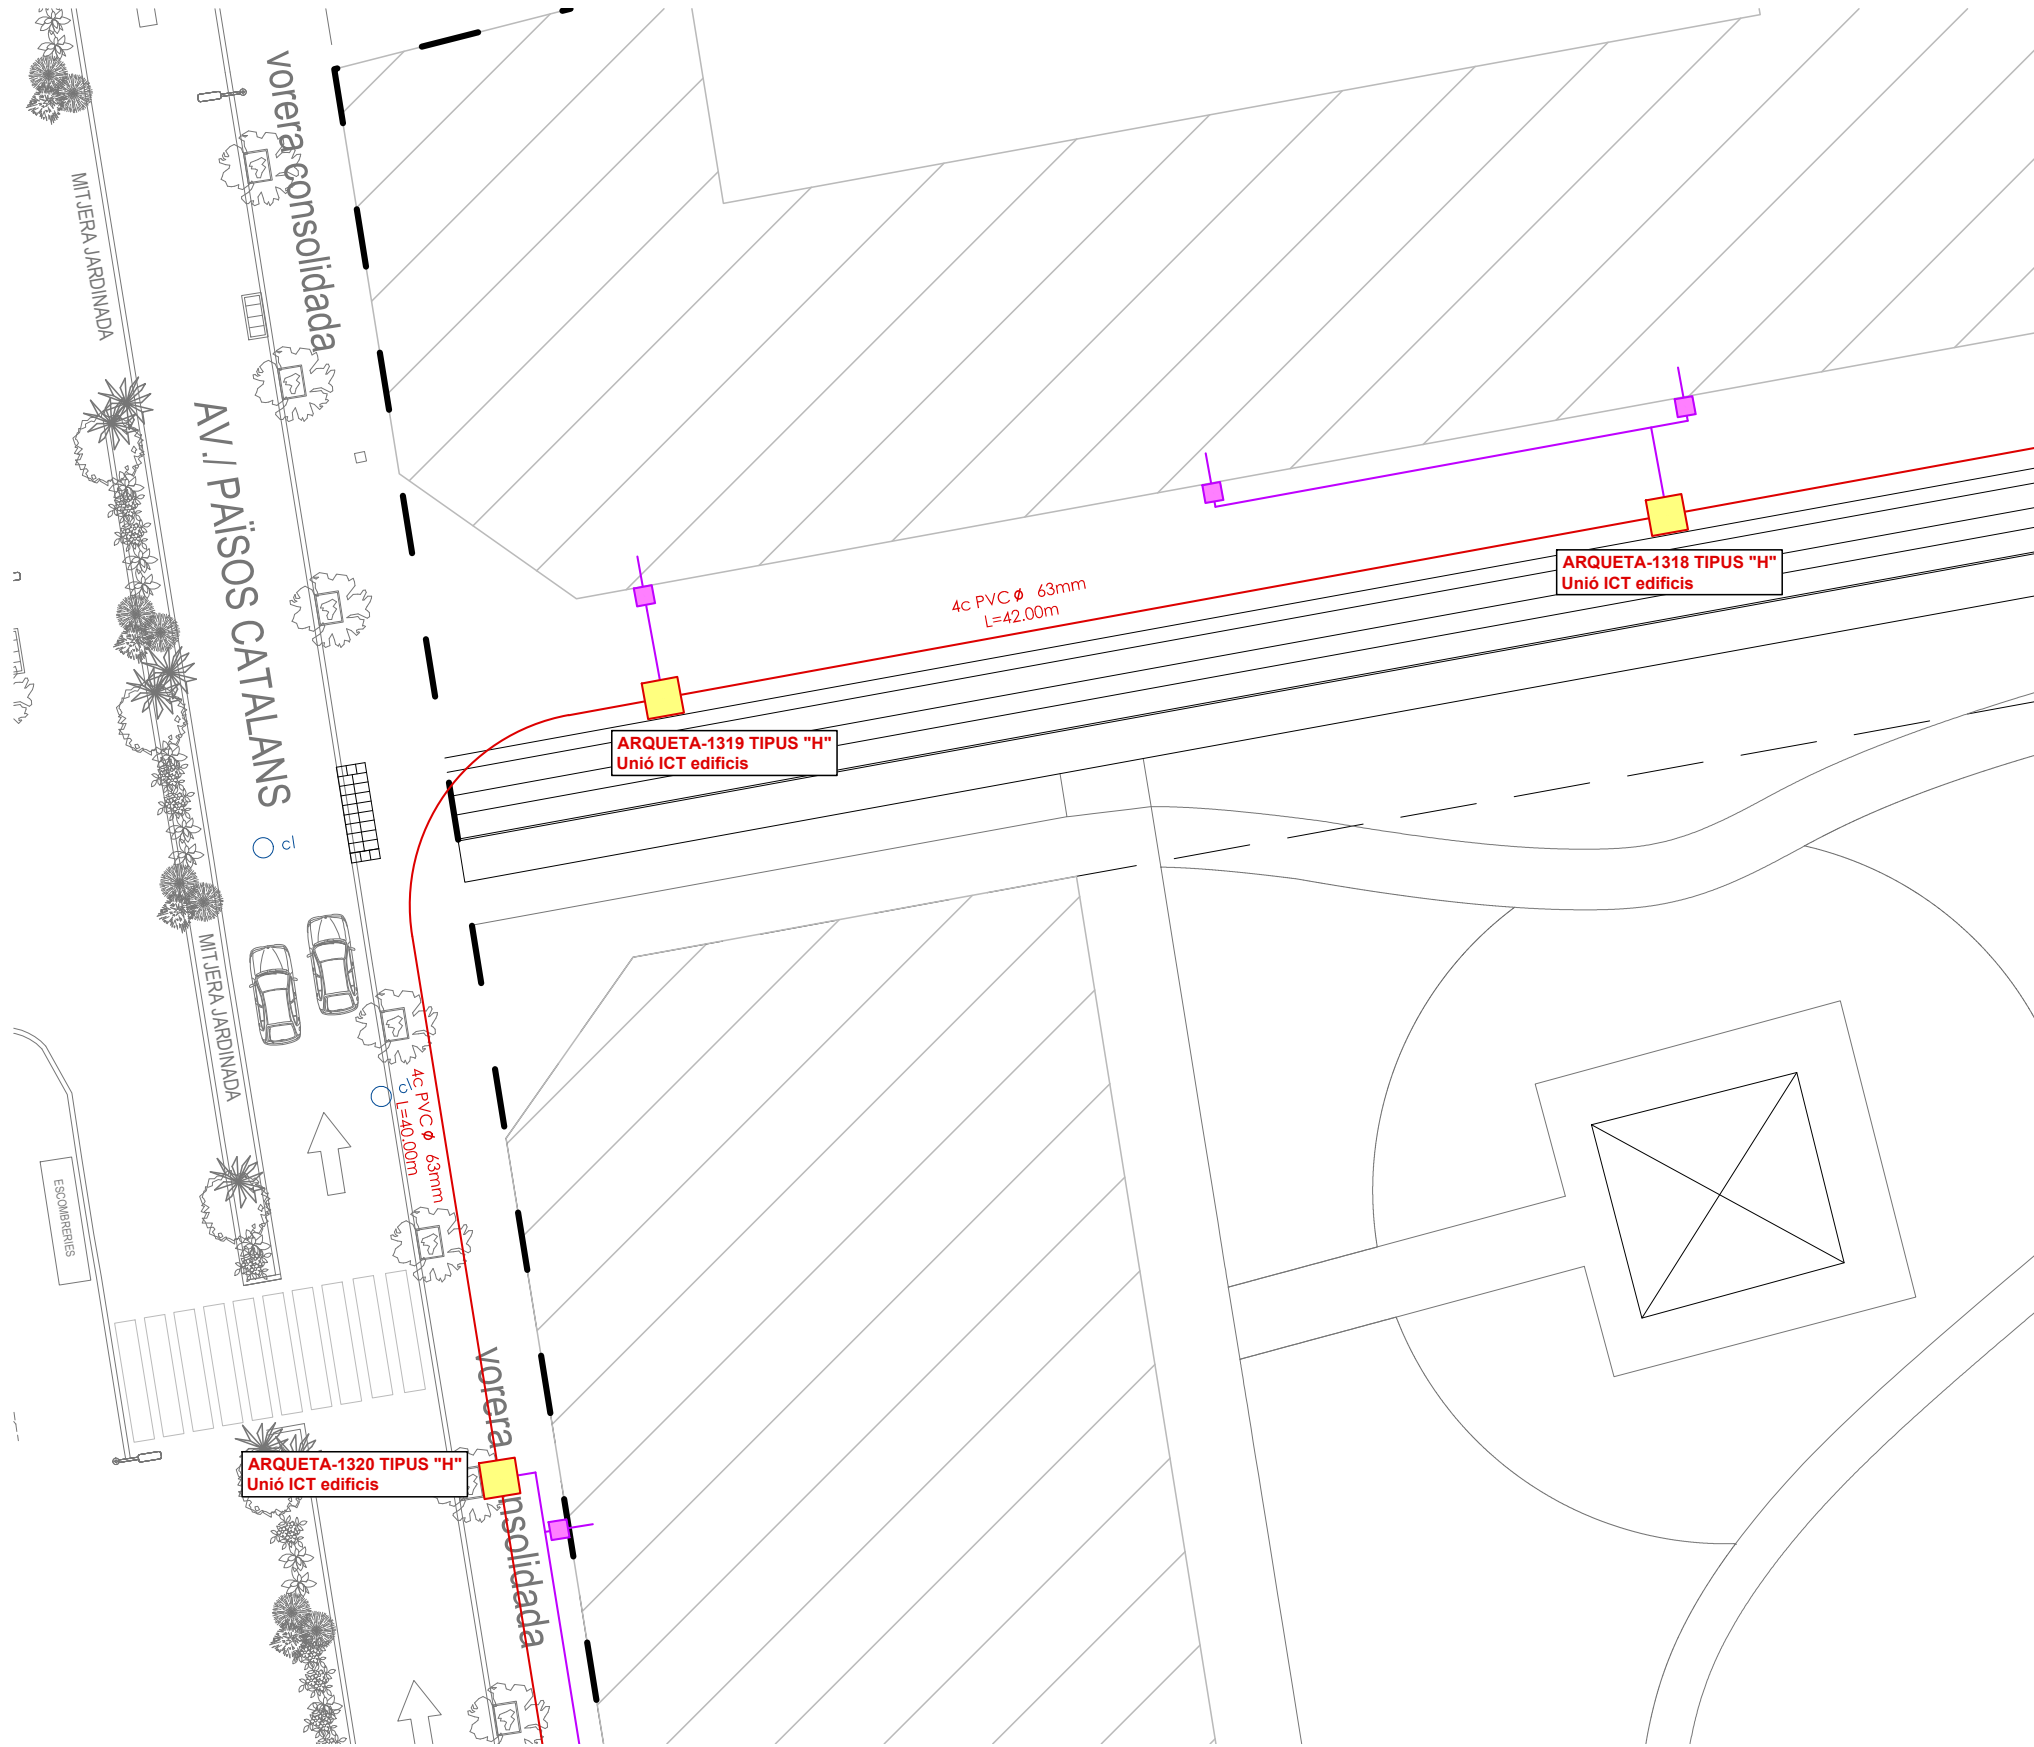 vorera consolidada
MITJERA JARDINADA
AV./ PAÏSOS CATALANS
ARQUETA-1318 TIPUS "H"
Unió ICT edificis
4c PVC ø 63mm
L=42.00m
ARQUETA-1319 TIPUS "H"
Unió ICT edificis
cl
MITJERA JARDINADA
cl
4c PVC ø 63mm
L=40.00m
ESCOMBRERIES
vorera
nsolidada
ARQUETA-1320 TIPUS "H"
Unió ICT edificis